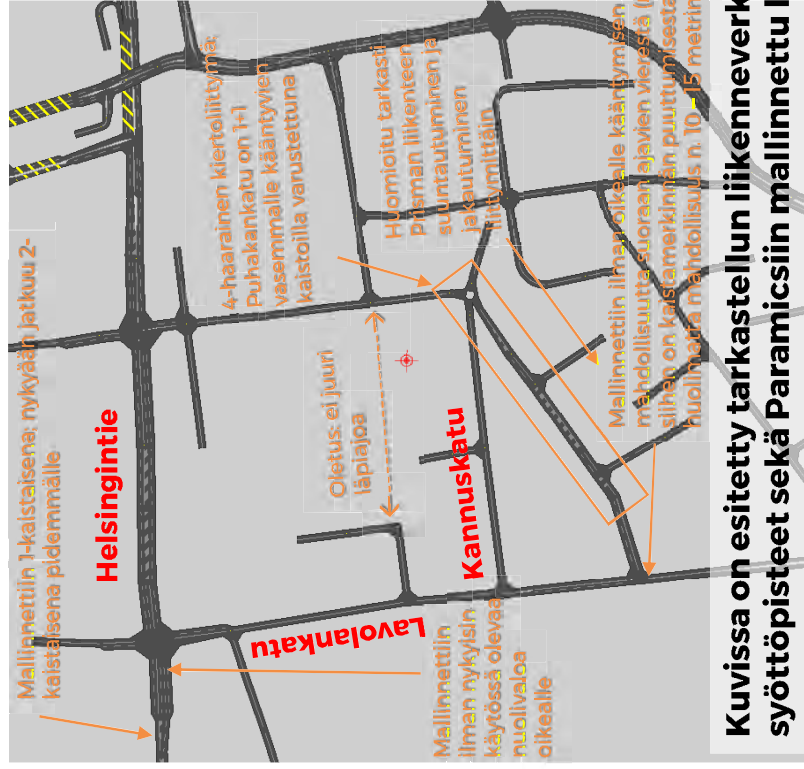 Mallinnettiin 1-kaistaisena; nykyään jatkuu 2-
kaistaisena pidemmälle
Helsingintie
4-haarainen kiertoliittymä;
Puhakankatu on 1+1
vasemmalle kääntyvien
kaistoilla varustettuna
Lavolankatu
Oletus: ei juuri
läpiajoa
Huomioitu tarkasti
Prisman liikenteen
suuntautuminen ja
jakautuminen
liittymittäin
Kannuskatu
Mallinnettiin
ilman nykyisin
käytössä olevaa
nuolivaloa
oikealle
Mallinnettiin ilman oikealle kääntymisen
mahdollisuutta suoraan ajavien vierestä (
siihen on kaistamerkinnän puuttumisesta
huolimatta mahdollisuus n. 10 – 15 metrin
Kuvissa on esitetty tarkastellun liikenneverk
syöttöpisteet sekä Paramicsiin mallinnettu